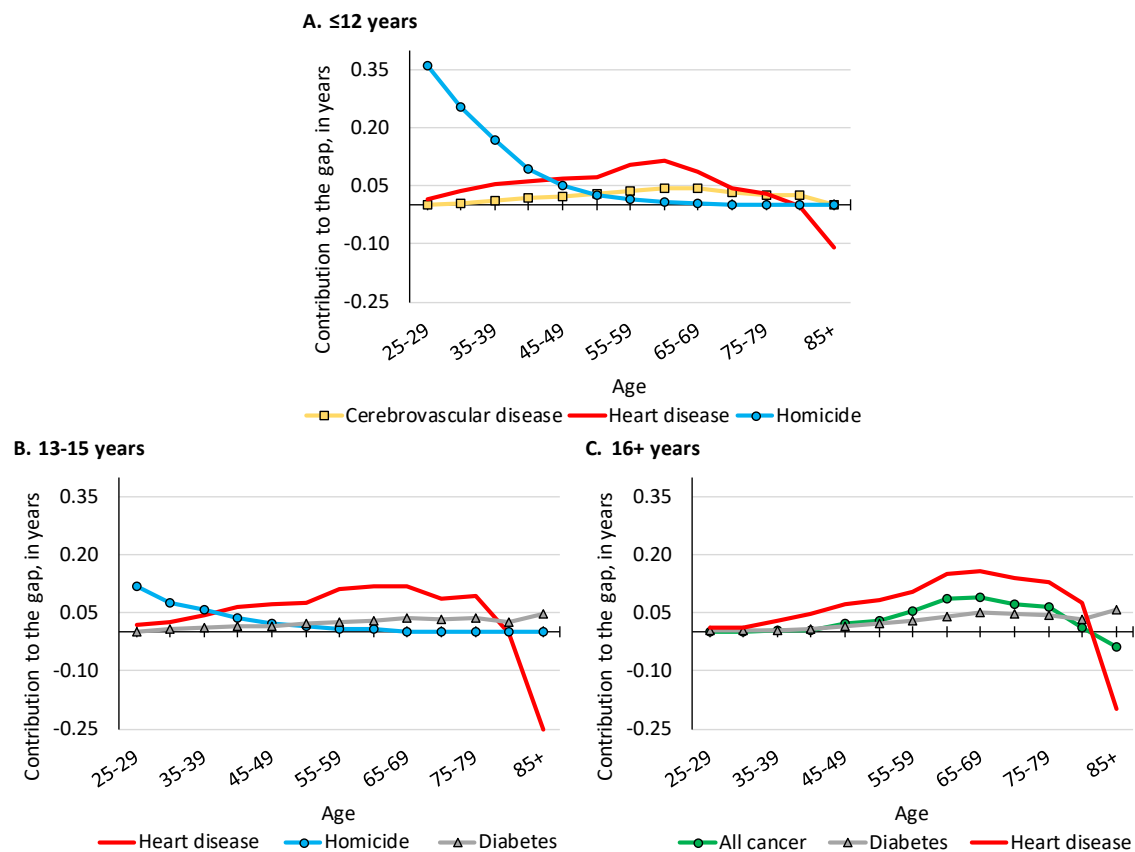 A. ≤12 years
Contribution to the gap, in years
0.35
0.20
0.05
-0.10
-0.25
25-29 35-39 45-49 55-59 65-69 75-79 85+
Age
Cerebrovascular disease Heart disease Homicide
B. 13-15 years
Contribution to the gap, in years
0.35
0.20
0.05
-0.10
-0.25
25-29 35-39 45-49 55-59 65-69 75-79 85+
Age
Heart disease Homicide Diabetes
C. 16+ years
Contribution to the gap, in years
0.35
0.20
0.05
-0.10
-0.25
25-29 35-39 45-49 55-59 65-69 75-79 85+
Age
All cancer Diabetes Heart disease